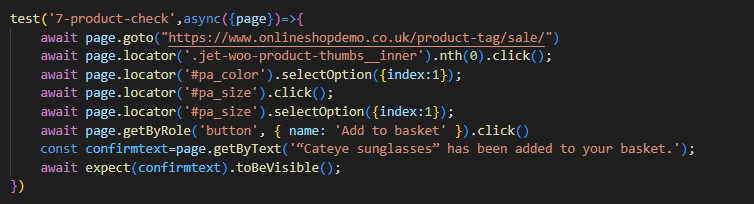 test('7-product-check',async({page})=>{
    await page.goto("https://www.onlineshopdemo.co.uk/product-tag/sale/")
    await page.locator('.jet-woo-product-thumbs__inner').nth(0).click();
    await page.locator('#pa_color').selectOption({index:1});
    await page.locator('#pa_size').click();
    await page.locator('#pa_size').selectOption({index:1});
    await page.getByRole('button', { name: 'Add to basket' }).click()
    const confirmtext=page.getByText('“Cateye sunglasses” has been added to your basket.');
    await expect(confirmtext).toBeVisible();
})